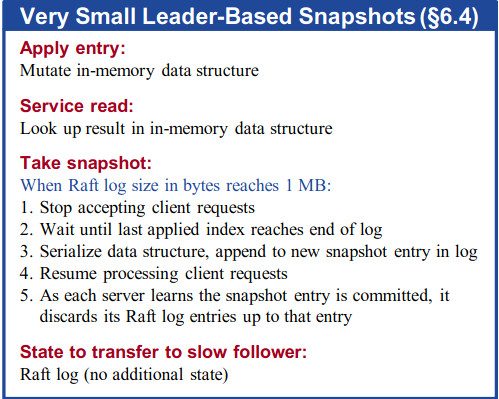 Very Small Leader-Based Snapshots (§6.4)
Apply entry:
Mutate in-memory data structure
Service read:
Look up result in in-memory data structure
Take snapshot:
When Raft log size in bytes reaches 1 MB:
1. Stop accepting client requests
2. Wait until last applied index reaches end of log
3. Serialize data structure, append to new snapshot entry in log
4. Resume processing client requests
5. As each server learns the snapshot entry is committed, it
discards its Raft log entries up to that entry
State to transfer to slow follower:
Raft log (no additional state)